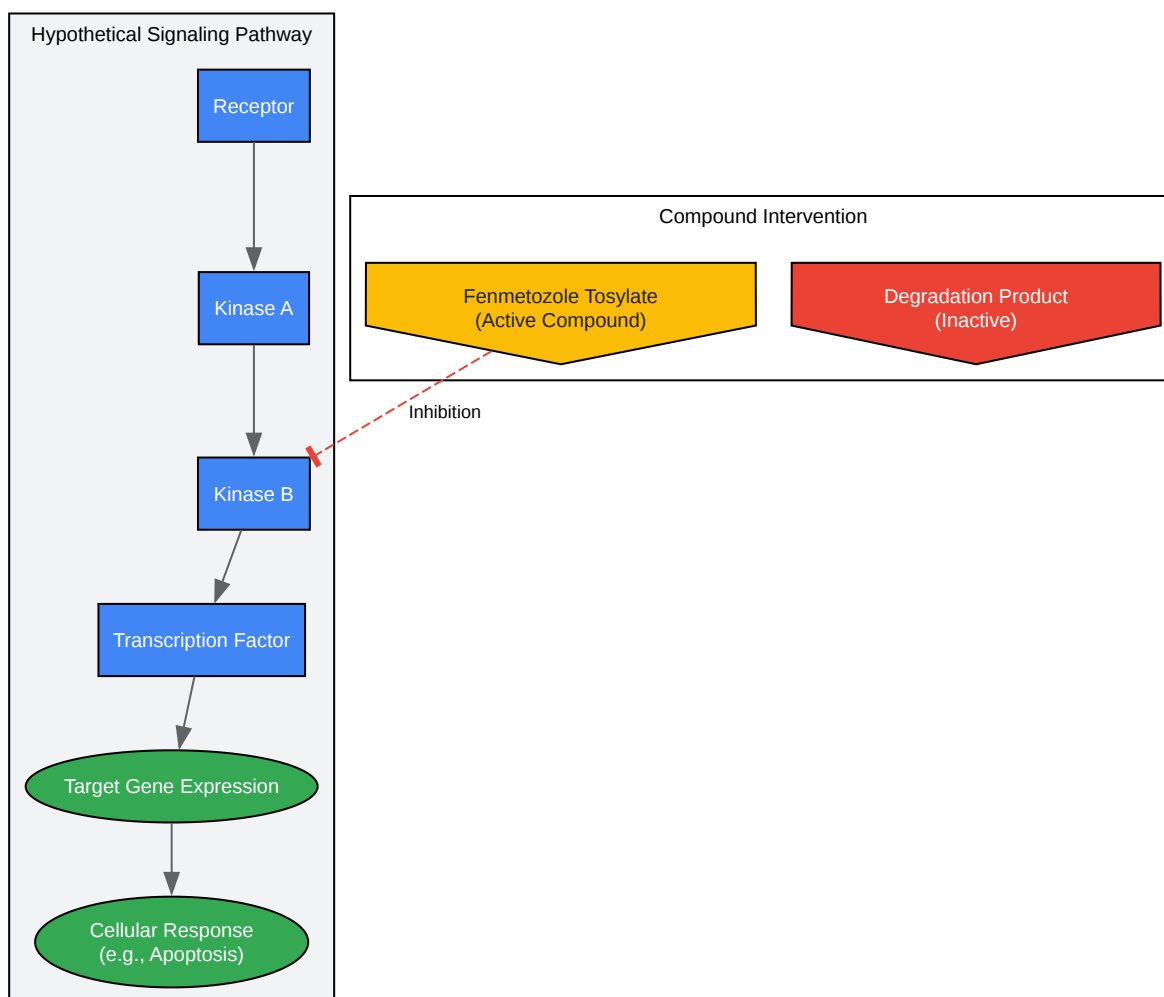 Hypothetical Signaling Pathway
Receptor
Compound Intervention
Fenmetozole Tosylate
(Active Compound)
Degradation Product
(Inactive)
Kinase A
Inhibition
Kinase B
Transcription Factor
Target Gene Expression
Cellular Response
(e.g., Apoptosis)